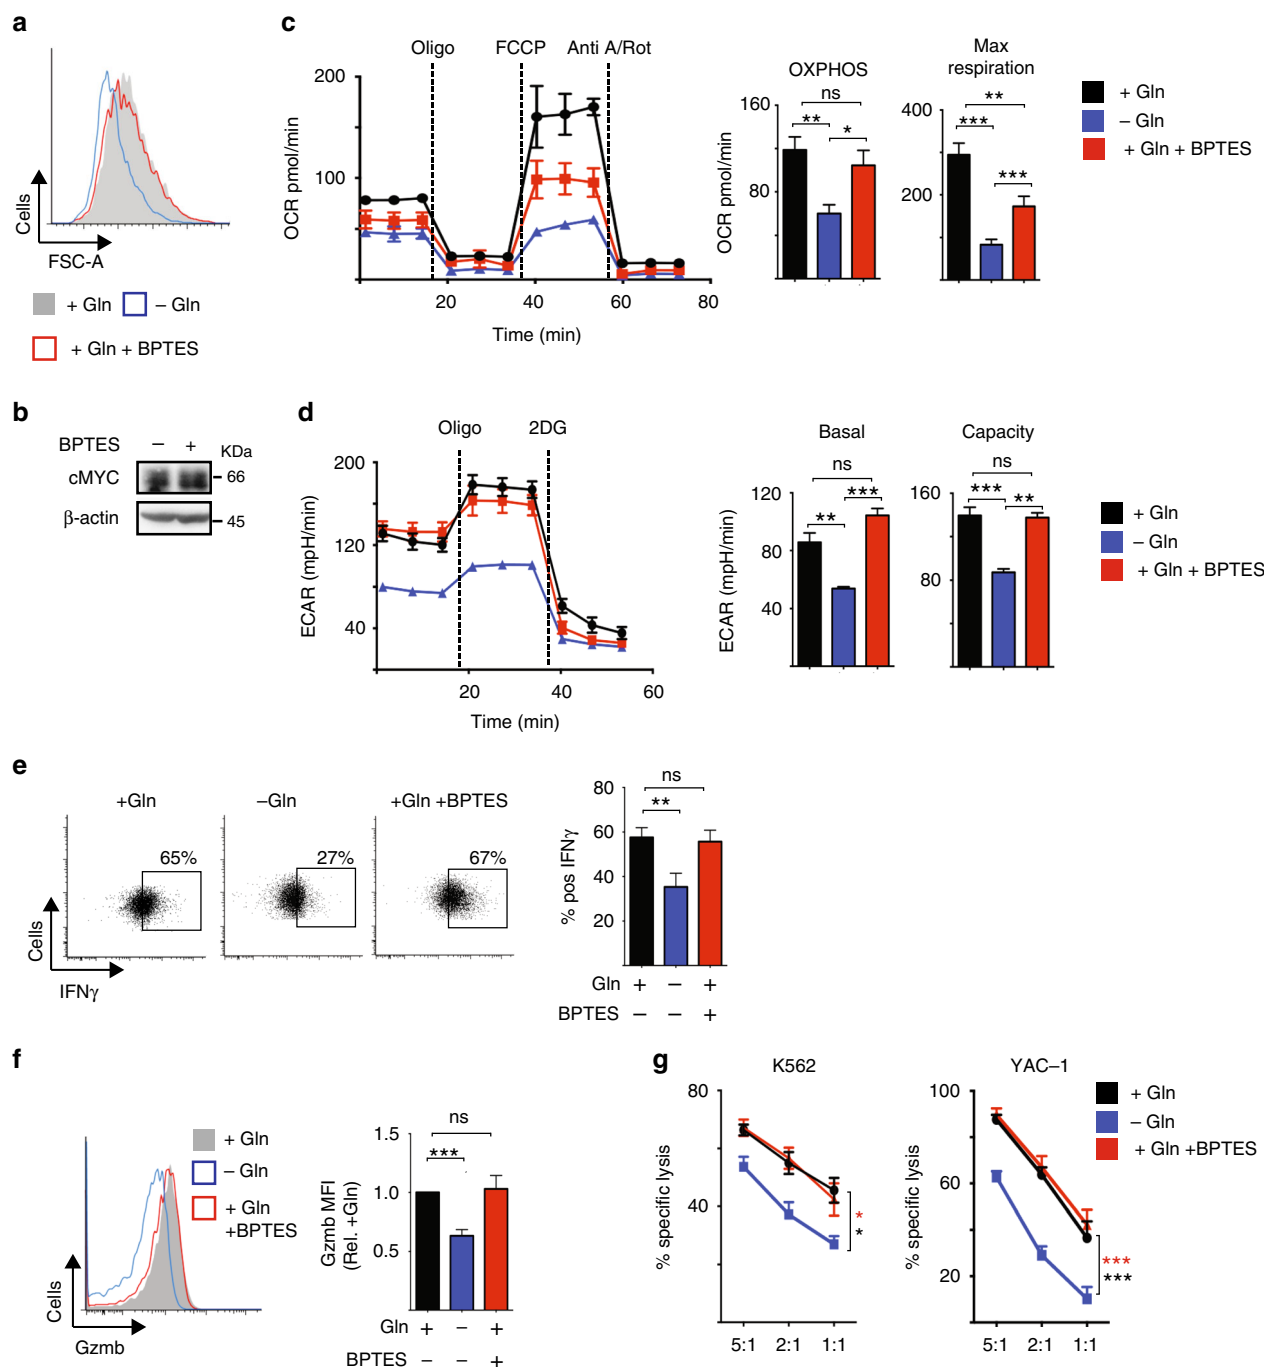 a
Cells
FSC-A
+ Gln
– Gln
+ Gln + BPTES
b
BPTES – + KDa
cMYC 66
β-actin 45
c
Oligo FCCP Anti A/Rot
OCR pmol/min
200
100
20 40 60 80
Time (min)
OXPHOS
OCR pmol/min
160
80
ns
** *
Max
respiration
400
200
**
***
***
+ Gln
– Gln
+ Gln + BPTES
d
Oligo 2DG
ECAR (mpH/min)
200
120
40
20 40 60
Time (min)
Basal
ECAR (mpH/min)
120
80
40
ns
***
**
Capacity
160
80
ns
*** **
+ Gln
– Gln
+ Gln + BPTES
e
+Gln –Gln +Gln +BPTES
65% 27% 67%
Cells
IFNγ
% pos IFNγ
80
60
40
20
ns
**
Gln + – +
BPTES – – +
f
Cells
Gzmb
+ Gln
– Gln
+ Gln
+BPTES
Gzmb MFI
(Rel. +Gln)
1.5
1.0
0.5
ns
***
Gln + – +
BPTES – – +
g
K562
% specific lysis
80
40
*
*
5:1 2:1 1:1
YAC–1
% specific lysis
100
60
20
***
***
5:1 2:1 1:1
+ Gln
– Gln
+ Gln +BPTES